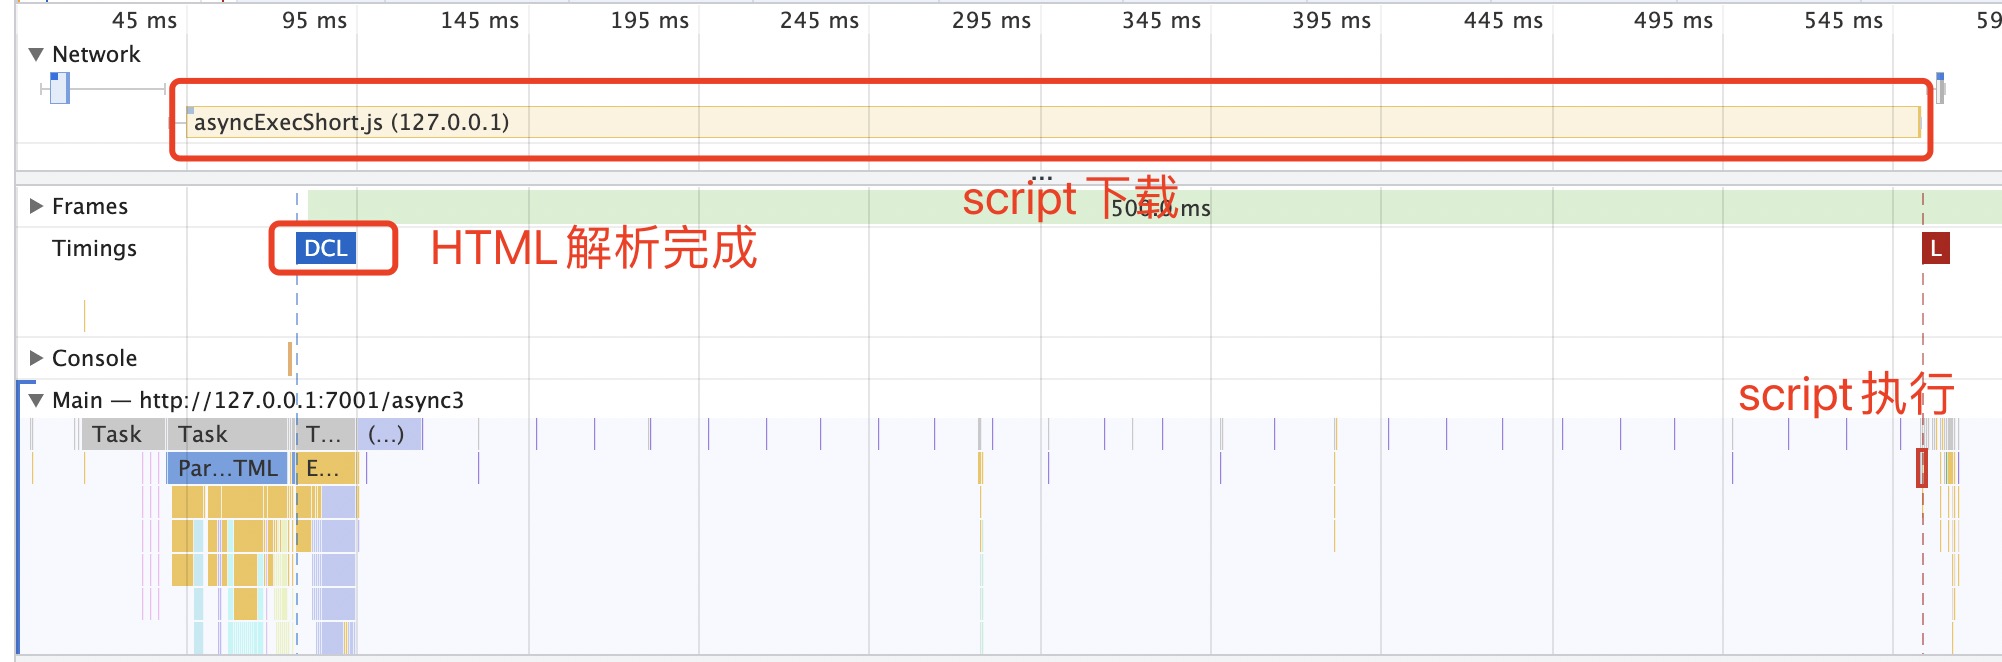 45 ms 95 ms 145 ms 195 ms 245 ms 295 ms 345 ms 395 ms 445 ms 495 ms 545 ms 59
Network
asyncExecShort.js (127.0.0.1)
...
Frames
script 下载
500.0 ms
Timings
DCL
HTML 解析完成
L
Console
script 执行
Main — http://127.0.0.1:7001/async3
Task Task T... (...)
Par...TML E...